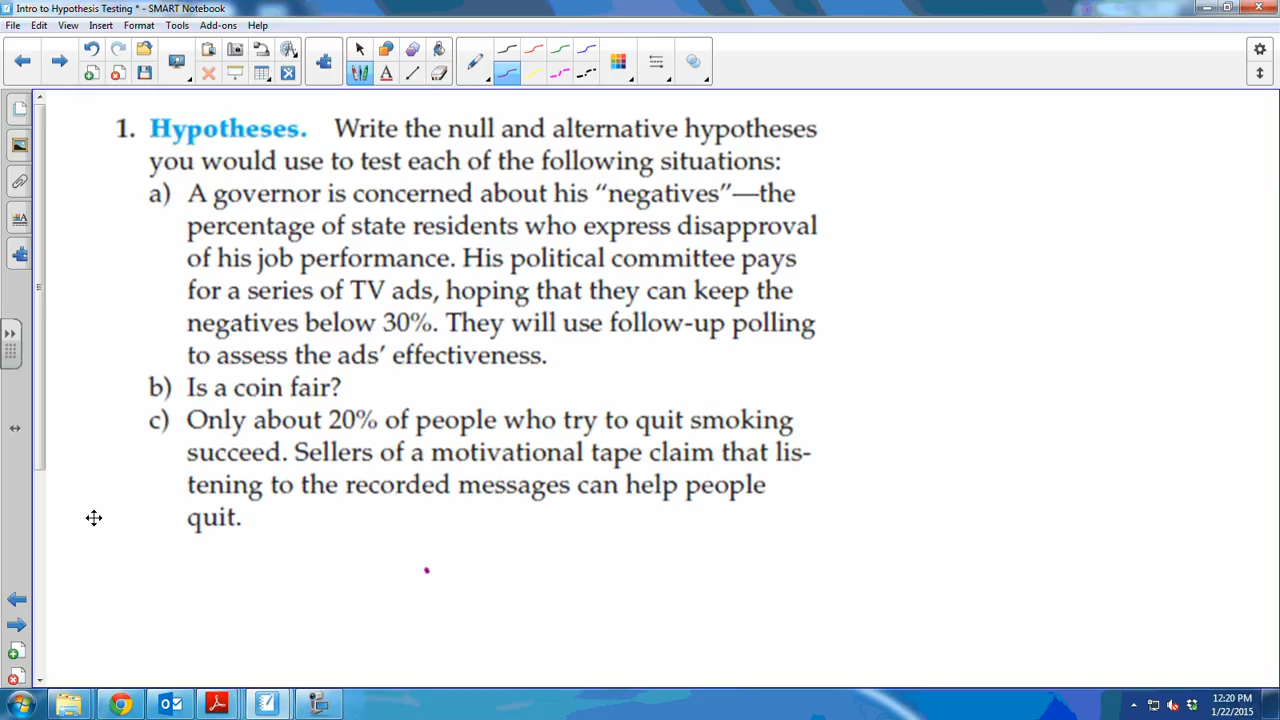 Intro to Hypothesis Testing * - SMART Notebook
File Edit View Insert Format Tools Add-ons Help
1. Hypotheses. Write the null and alternative hypotheses
you would use to test each of the following situations:
a) A governor is concerned about his “negatives”—the
percentage of state residents who express disapproval
of his job performance. His political committee pays
for a series of TV ads, hoping that they can keep the
negatives below 30%. They will use follow-up polling
to assess the ads’ effectiveness.
b) Is a coin fair?
c) Only about 20% of people who try to quit smoking
succeed. Sellers of a motivational tape claim that lis-
tening to the recorded messages can help people
quit.
12:20 PM
1/22/2015